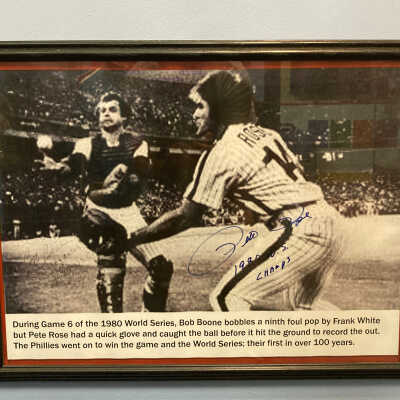 ROSE
14
Pete Rose
1980 W.S.
CHAMPS
During Game 6 of the 1980 World Series, Bob Boone bobbles a ninth foul pop by Frank White
but Pete Rose had a quick glove and caught the ball before it hit the ground to record the out.
The Phillies went on to win the game and the World Series; their first in over 100 years.